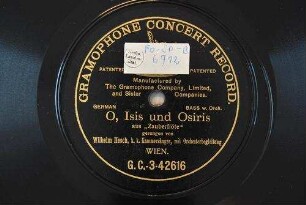 GRAMOPHONE CONCERT RECORD.
PATENTED
PATENTED
Manufactured by
The Gramophone Company, Limited,
and Sister Companies.
GERMAN
BASS w. Orch.
O, Isis und Osiris
aus „Zauberflöte"
gesungen von
Wilhelm Hesch, k. k. Kammersänger, mit Orchesterbegleitung
WIEN.
G.C.-3-42616